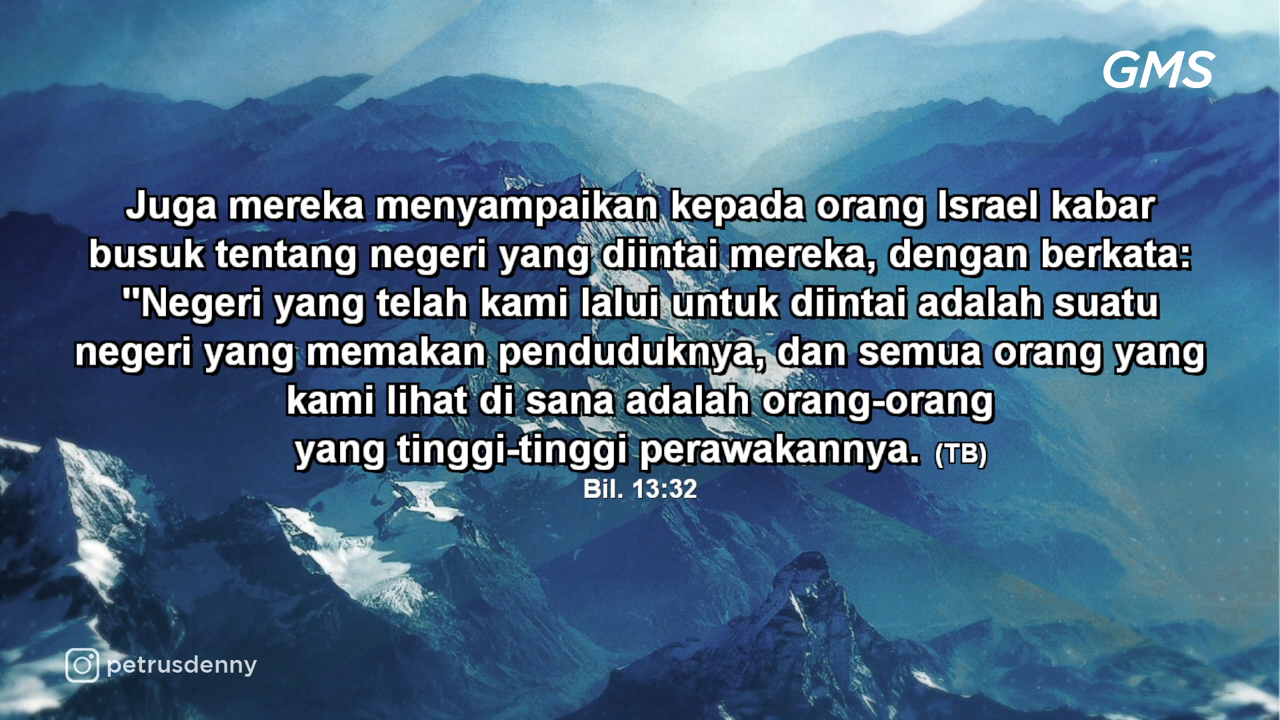 GMS
Juga mereka menyampaikan kepada orang Israel kabar
busuk tentang negeri yang diintai mereka, dengan berkata:
"Negeri yang telah kami lalui untuk diintai adalah suatu
negeri yang memakan penduduknya, dan semua orang yang
kami lihat di sana adalah orang-orang
yang tinggi-tinggi perawakannya. (TB)
Bil. 13:32
petrusdenny